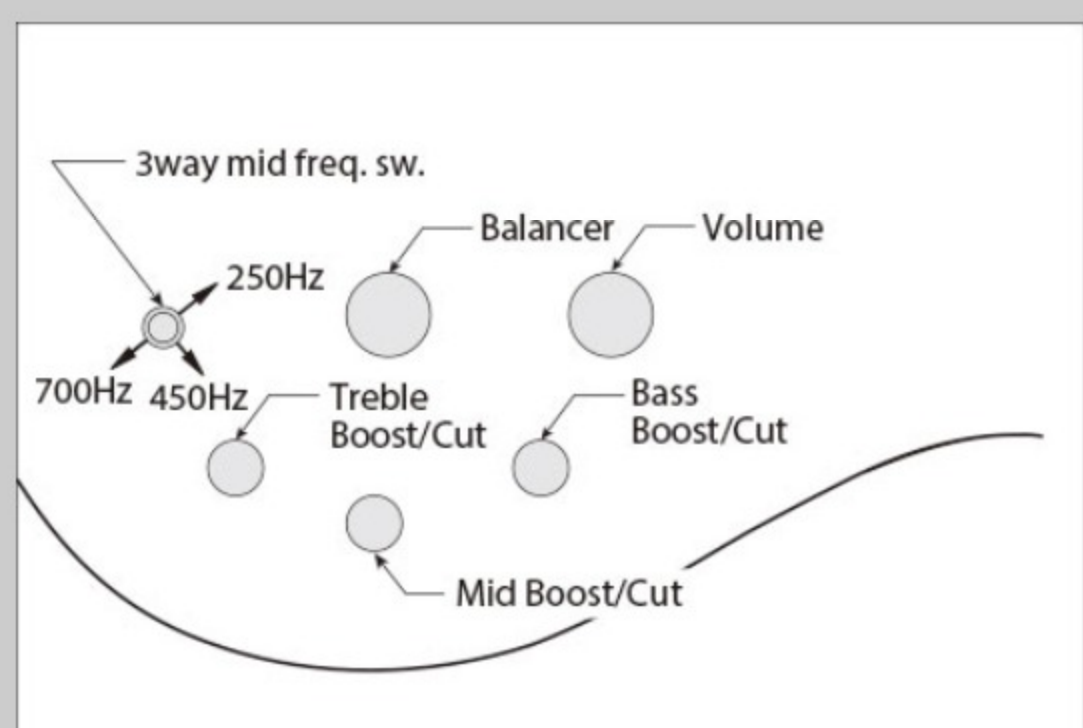 3way mid freq. sw.
Balancer
Volume
250Hz
700Hz
450Hz
Treble
Boost/Cut
Bass
Boost/Cut
Mid Boost/Cut